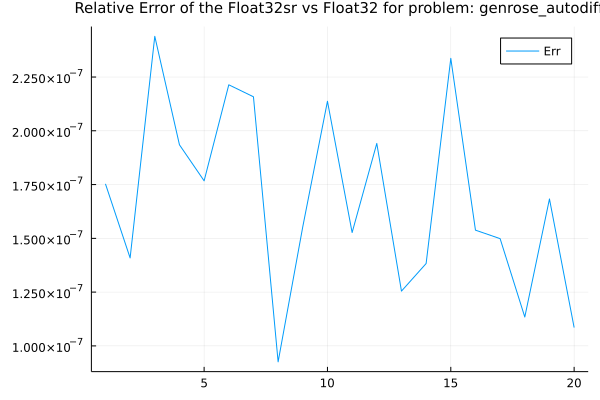 Relative Error of the Float32sr vs Float32 for problem: genrose_autodiff
Err
2.250×10⁻⁷
2.000×10⁻⁷
1.750×10⁻⁷
1.500×10⁻⁷
1.250×10⁻⁷
1.000×10⁻⁷
5 10 15 20